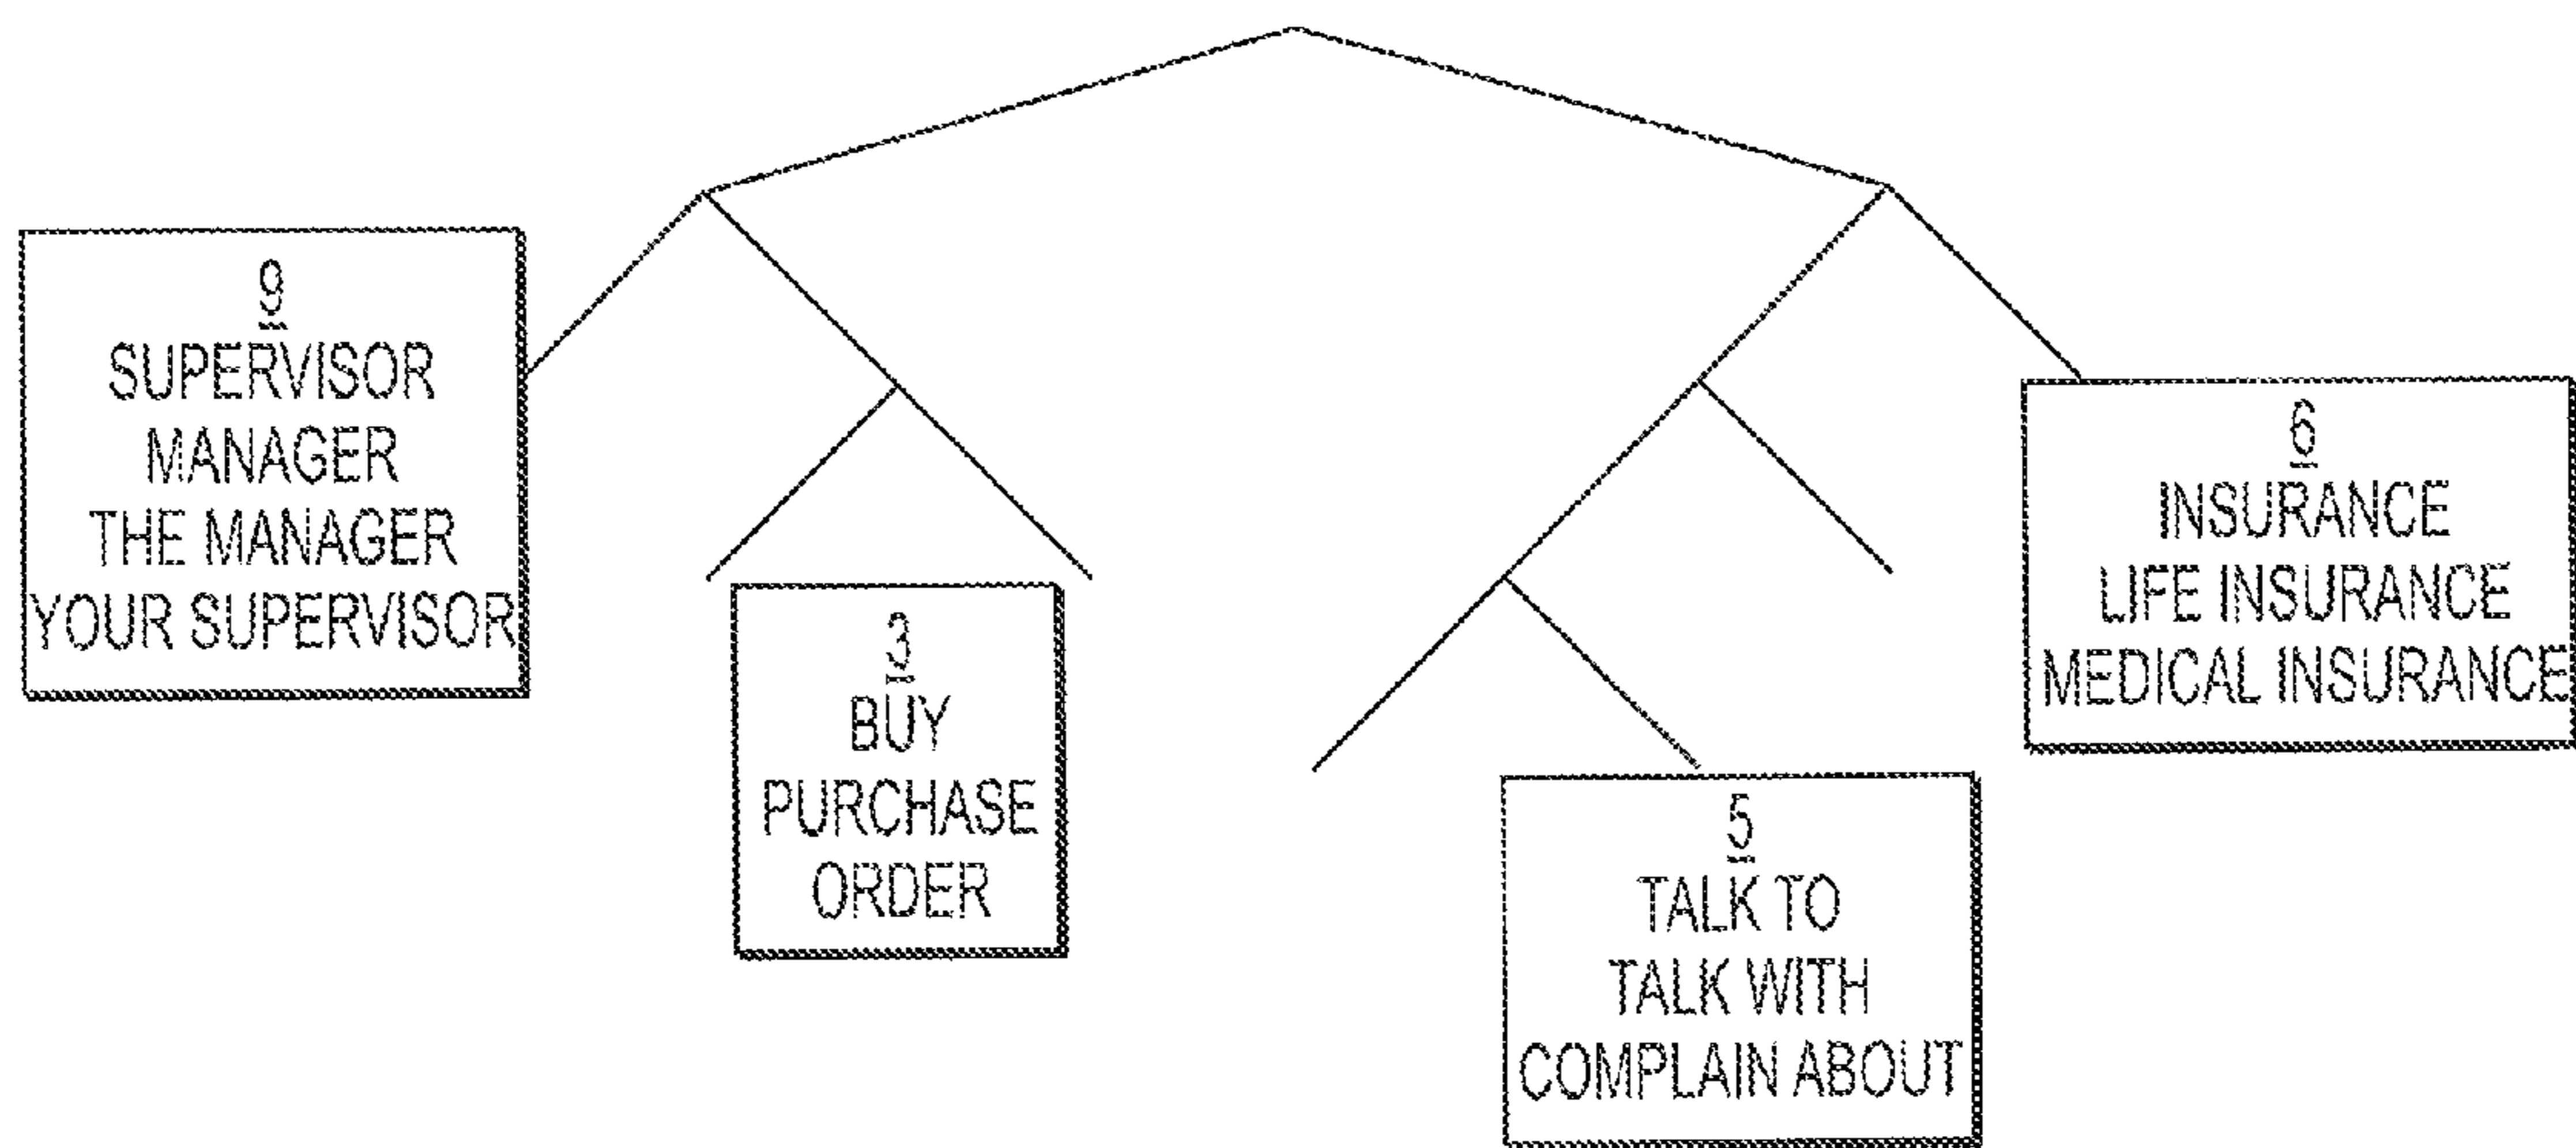 9
SUPERVISOR
MANAGER
THE MANAGER
YOUR SUPERVISOR
3
BUY
PURCHASE
ORDER
5
TALK TO
TALK WITH
COMPLAIN ABOUT
6
INSURANCE
LIFE INSURANCE
MEDICAL INSURANCE